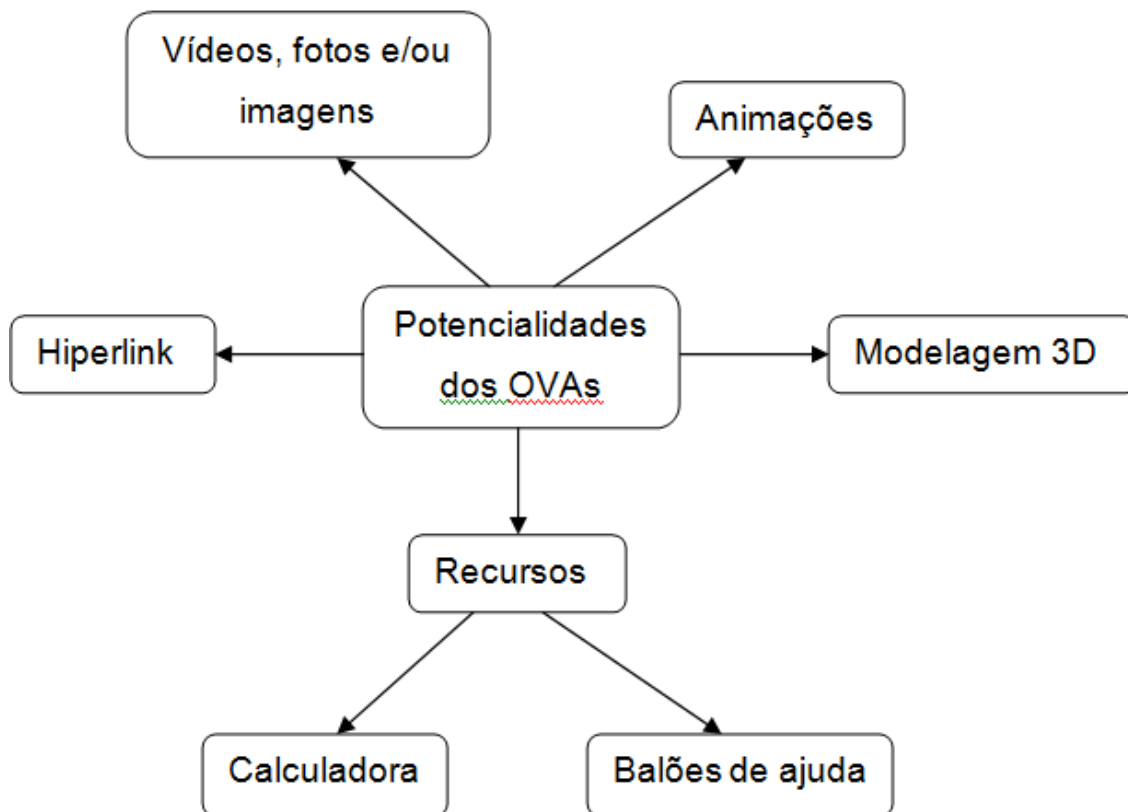 Vídeos, fotos e/ou
imagens
Animações
Hiperlink
Potencialidades
dos OVAs
Modelagem 3D
Recursos
Calculadora
Balões de ajuda